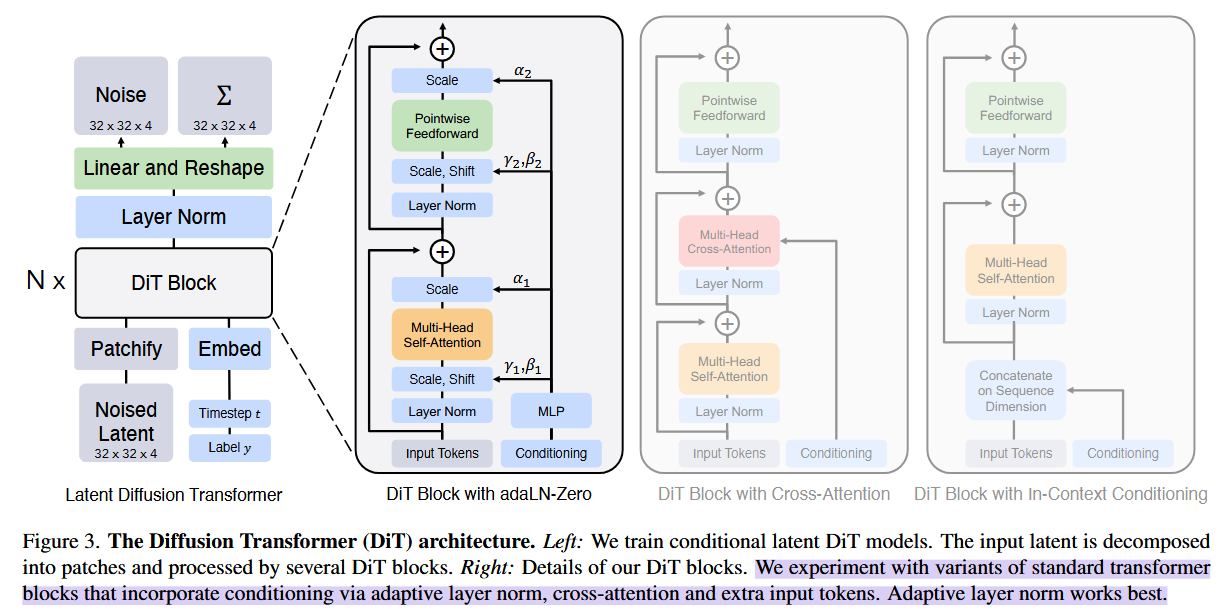 Noise
32 x 32 x 4
Σ
32 x 32 x 4
Linear and Reshape
Layer Norm
N x
DiT Block
Patchify
Embed
Noised
Latent
32 x 32 x 4
Timestep t
Label y
Latent Diffusion Transformer
+
Scale
α₂
Pointwise
Feedforward
Scale, Shift
γ₂,β₂
Layer Norm
+
Scale
α₁
Multi-Head
Self-Attention
Scale, Shift
γ₁,β₁
Layer Norm
MLP
Input Tokens
Conditioning
DiT Block with adaLN-Zero
+
Pointwise
Feedforward
Layer Norm
+
Multi-Head
Cross-Attention
Layer Norm
+
Multi-Head
Self-Attention
Layer Norm
Input Tokens
Conditioning
DiT Block with Cross-Attention
+
Pointwise
Feedforward
Layer Norm
+
Multi-Head
Self-Attention
Layer Norm
Concatenate
on Sequence
Dimension
Input Tokens
Conditioning
DiT Block with In-Context Conditioning
Figure 3. The Diffusion Transformer (DiT) architecture. Left: We train conditional latent DiT models. The input latent is decomposed
into patches and processed by several DiT blocks. Right: Details of our DiT blocks. We experiment with variants of standard transformer
blocks that incorporate conditioning via adaptive layer norm, cross-attention and extra input tokens. Adaptive layer norm works best.